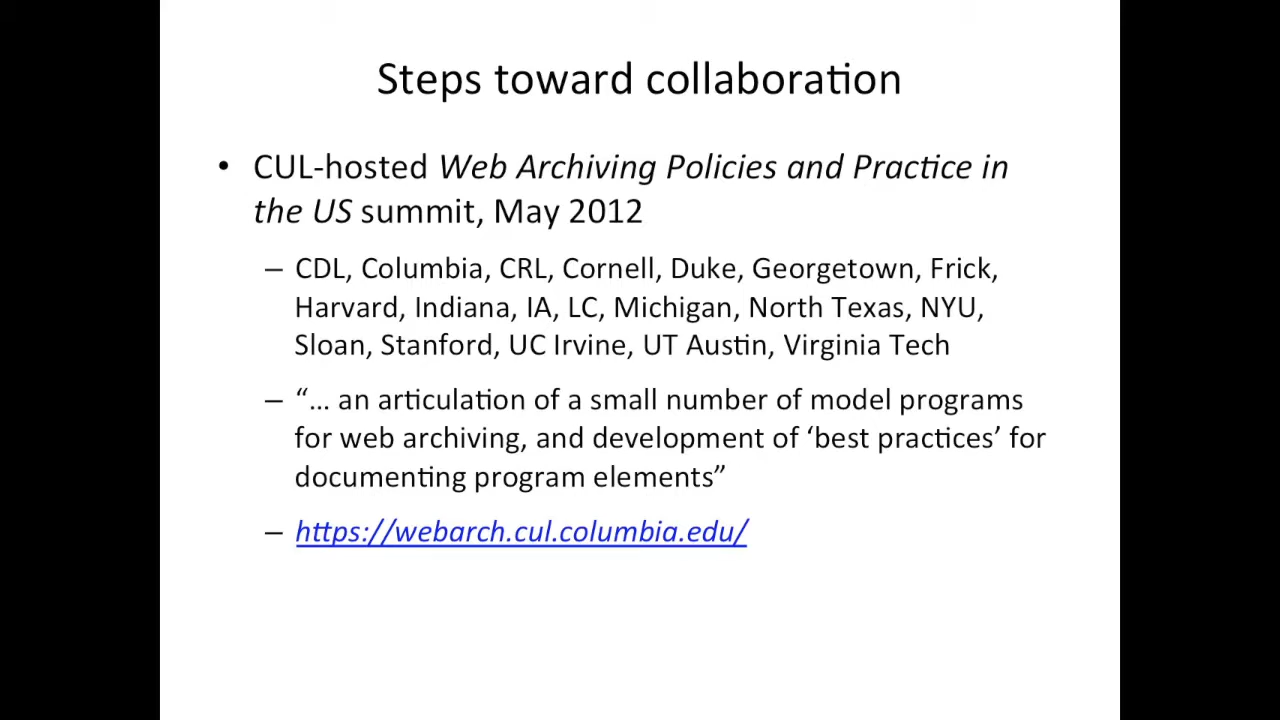 Steps toward collaboration
• CUL-hosted Web Archiving Policies and Practice in
the US summit, May 2012
– CDL, Columbia, CRL, Cornell, Duke, Georgetown, Frick,
Harvard, Indiana, IA, LC, Michigan, North Texas, NYU,
Sloan, Stanford, UC Irvine, UT Austin, Virginia Tech
– “… an articulation of a small number of model programs
for web archiving, and development of ‘best practices’ for
documenting program elements”
– https://webarch.cul.columbia.edu/